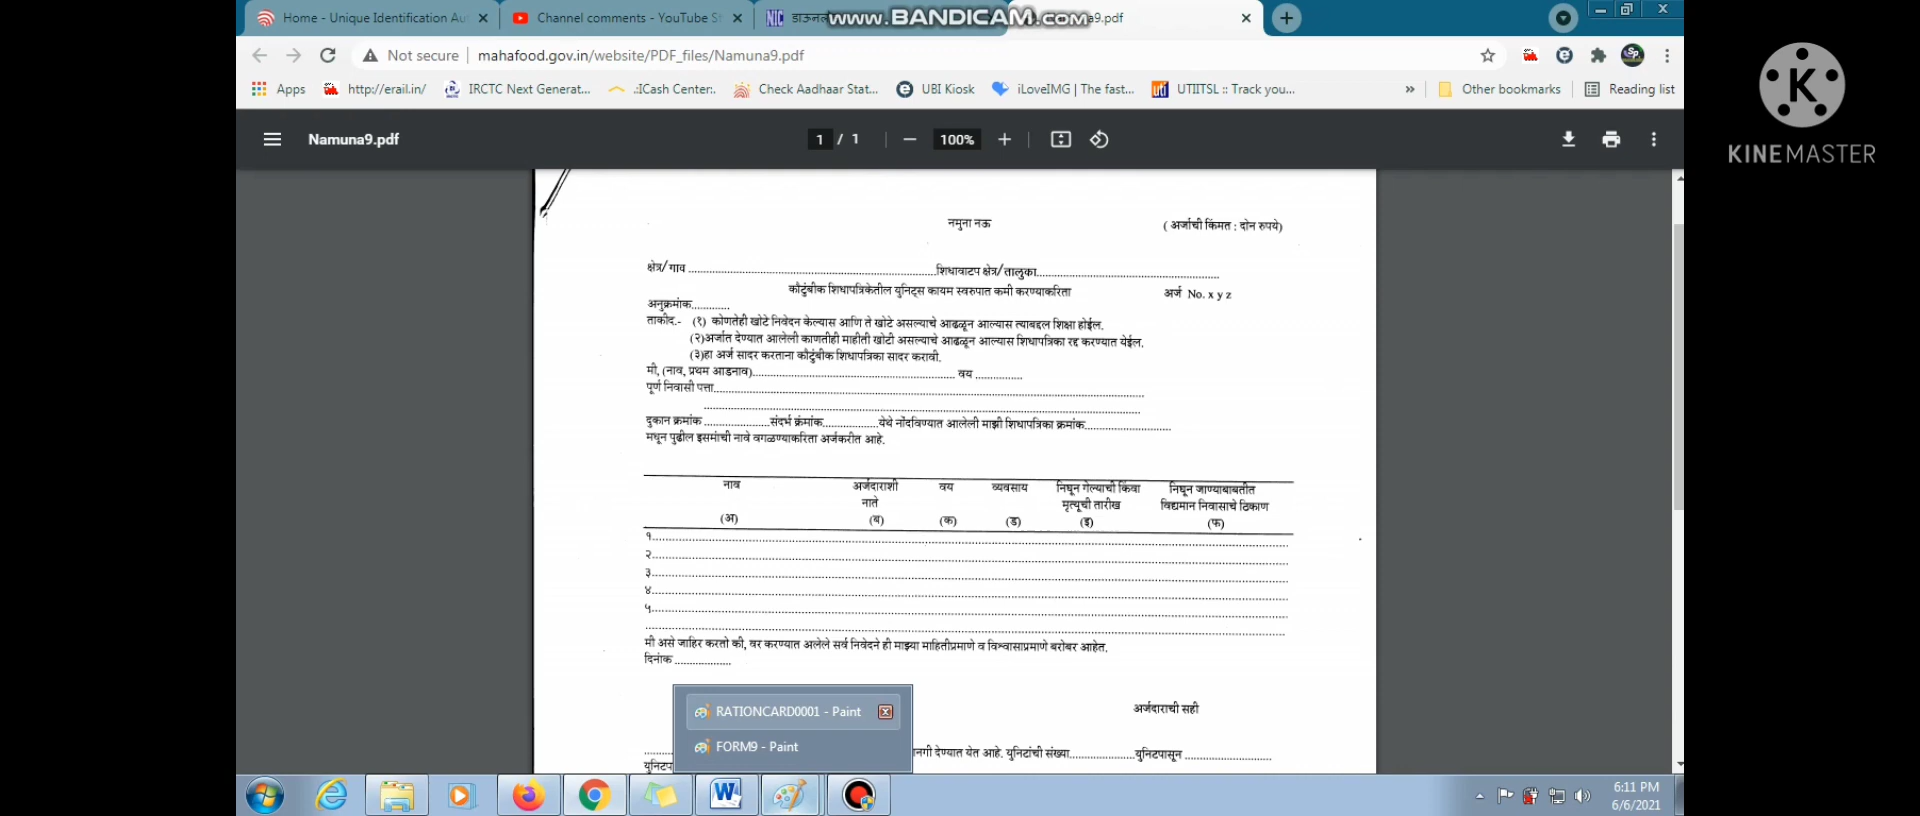 Home - Unique Identification Au
Channel comments - YouTube S
NIC डाऊनल
www.BANDICAM.com
a9.pdf
Not secure
mahafood.gov.in/website/PDF_files/Namuna9.pdf
Apps
http://erail.in/
IRCTC Next Generat...
.:ICash Center:.
Check Aadhaar Stat...
UBI Kiosk
iLoveIMG | The fast...
UTIITSL :: Track you...
»
Other bookmarks
Reading list
K
KINEMASTER
Namuna9.pdf
1 / 1
100%
नमुना नऊ
( अर्जाची किंमत : दोन रुपये)
क्षेत्र/गाव ..........शिधावाटप क्षेत्र/तालुका..........
कौटुंबीक शिधापत्रिकेतील युनिट्स कायम स्वरुपात कमी करण्याकरिता
अर्ज No. x y z
अनुक्रमांक..........
ताकीद.- (१) कोणतेही खोटे निवेदन केल्यास आणि ते खोटे असल्याचे आढळून आल्यास त्याबद्दल शिक्षा होईल.
(२)अर्जात देण्यात आलेली काणतीही माहीती खोटी असल्याचे आढळून आल्यास शिधापत्रिका रद्द करण्यात येईल.
(३)हा अर्ज सादर करताना कौटुंबीक शिधापत्रिका सादर करावी.
मी, (नाव, प्रथम आडनाव).......... वय ..........
पूर्ण निवासी पत्ता..........
दुकान क्रमांक ..........संदर्भ क्रंमांक..........येथे नोंदविण्यात आलेली माझी शिधापत्रिका क्रमांक..........
मधून पुढील इसमांची नावे वगळण्याकरिता अर्जकरीत आहे.
नाव
अर्जदाराशी
नाते
वय
व्यवसाय
निघून गेल्याची किंवा
मृत्यूची तारीख
निघून जाण्याबाबतीत
विद्यमान निवासाचे ठिकाण
(अ) (ब) (क) (ड) (इ) (फ)
१..........
२..........
३..........
४..........
५..........
मी असे जाहिर करतो की, वर करण्यात अलेले सर्व निवेदने ही माझ्या माहितीप्रमाणे व विश्वासाप्रमाणे बरोबर आहेत.
दिनांक ..........
अर्जदाराची सही
RATIONCARD0001 - Paint
FORM9 - Paint
नगी देण्यात येत आहे. युनिटांची संख्या..........युनिटपासून ..........
युनिटप
6:11 PM
6/6/2021